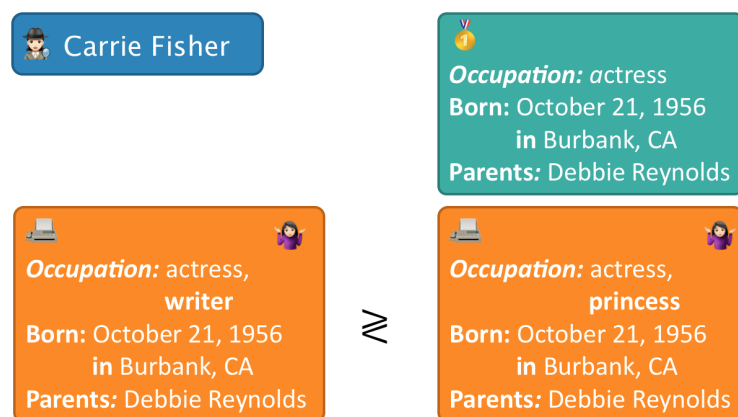 Carrie Fisher
1
Occupation: actress
Born: October 21, 1956
in Burbank, CA
Parents: Debbie Reynolds
Occupation: actress,
writer
Born: October 21, 1956
in Burbank, CA
Parents: Debbie Reynolds
≷
Occupation: actress,
princess
Born: October 21, 1956
in Burbank, CA
Parents: Debbie Reynolds